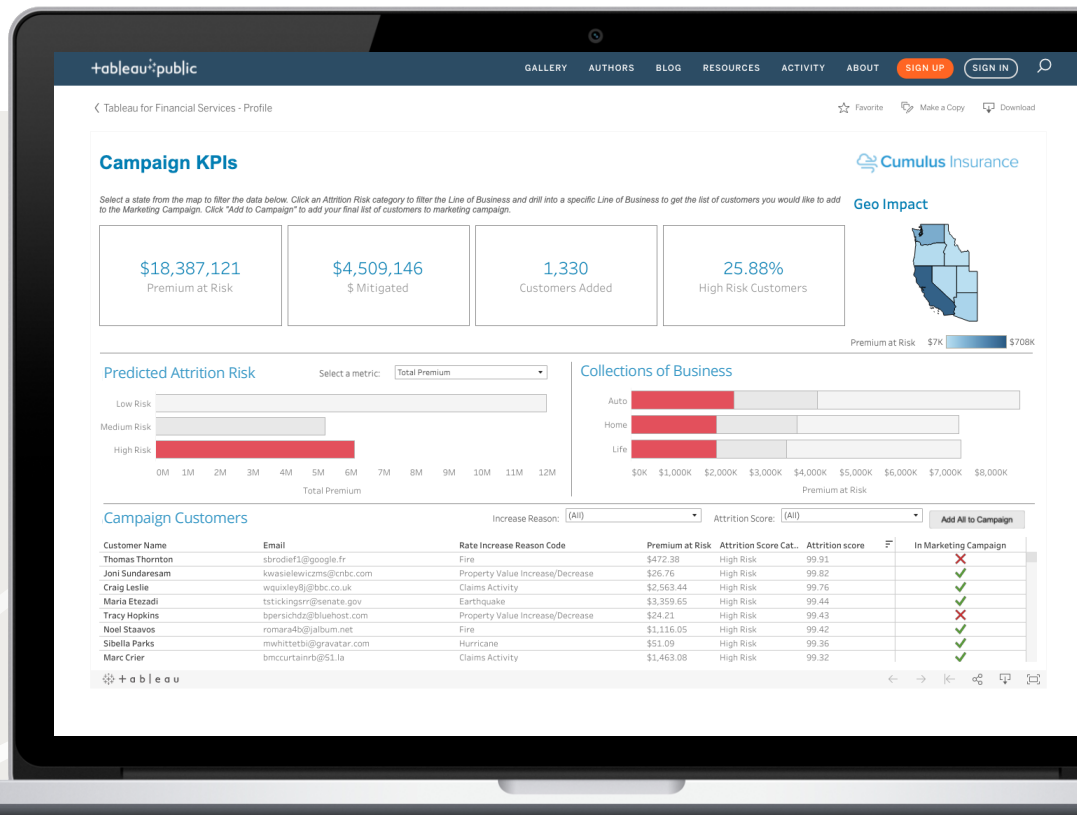 +ableau public
GALLERY AUTHORS BLOG RESOURCES ACTIVITY ABOUT SIGN UP SIGN IN
Tableau for Financial Services - Profile
Favorite Make a Copy Download
Campaign KPIs
Cumulus Insurance
Select a state from the map to filter the data below. Click an Attrition Risk category to filter the Line of Business and drill into a specific Line of Business to get the list of customers you would like to add
to the Marketing Campaign. Click "Add to Campaign" to add your final list of customers to marketing campaign.
Geo Impact
$18,387,121 $4,509,146 1,330 25.88%
Premium at Risk $ Mitigated Customers Added High Risk Customers
Premium at Risk $7K $708K
Predicted Attrition Risk Select a metric: Total Premium
Low Risk
Medium Risk
High Risk
0M 1M 2M 3M 4M 5M 6M 7M 8M 9M 10M 11M 12M
Total Premium
Collections of Business
Auto
Home
Life
$0K $1,000K $2,000K $3,000K $4,000K $5,000K $6,000K $7,000K $8,000K
Premium at Risk
Campaign Customers Increase Reason: (All) Attrition Score: (All) Add All to Campaign
Customer Name Email Rate Increase Reason Code Premium at Risk Attrition Score Cat.. Attrition score In Marketing Campaign
Thomas Thornton sbrodief1@google.fr Fire $472.38 High Risk 99.91
Joni Sundaresam kwasielewiczms@cnbc.com Property Value Increase/Decrease $26.76 High Risk 99.82
Craig Leslie wquixley8j@bbc.co.uk Claims Activity $2,563.44 High Risk 99.76
Maria Etezadi tstickingsrr@senate.gov Earthquake $3,359.65 High Risk 99.44
Tracy Hopkins bpersichdz@bluehost.com Property Value Increase/Decrease $24.21 High Risk 99.43
Noel Staavos romara4b@jalbum.net Fire $1,116.05 High Risk 99.42
Sibella Parks mwhittetbi@gravatar.com Hurricane $51.09 High Risk 99.36
Marc Crier bmccurtainrb@51.la Claims Activity $1,463.08 High Risk 99.32
+ableau